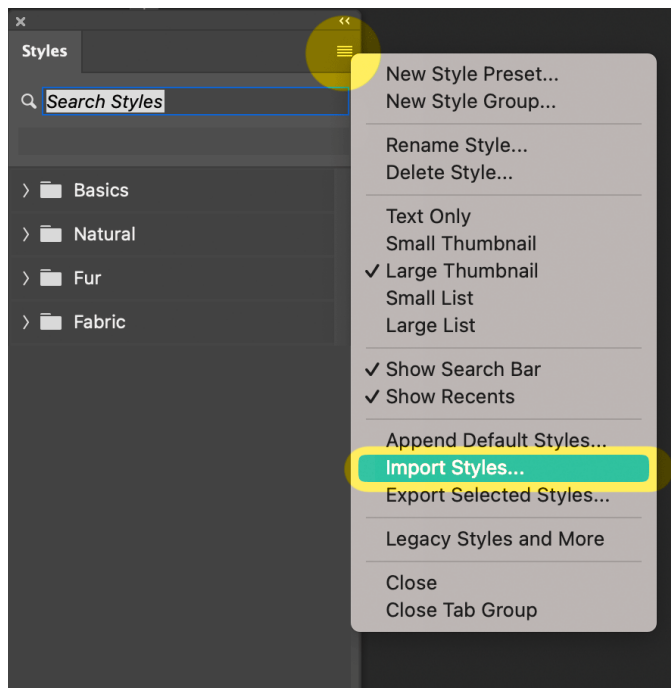 Styles
Search Styles
Basics
Natural
Fur
Fabric
New Style Preset...
New Style Group...
Rename Style...
Delete Style...
Text Only
Small Thumbnail
Large Thumbnail
Small List
Large List
Show Search Bar
Show Recents
Append Default Styles...
Import Styles...
Export Selected Styles...
Legacy Styles and More
Close
Close Tab Group